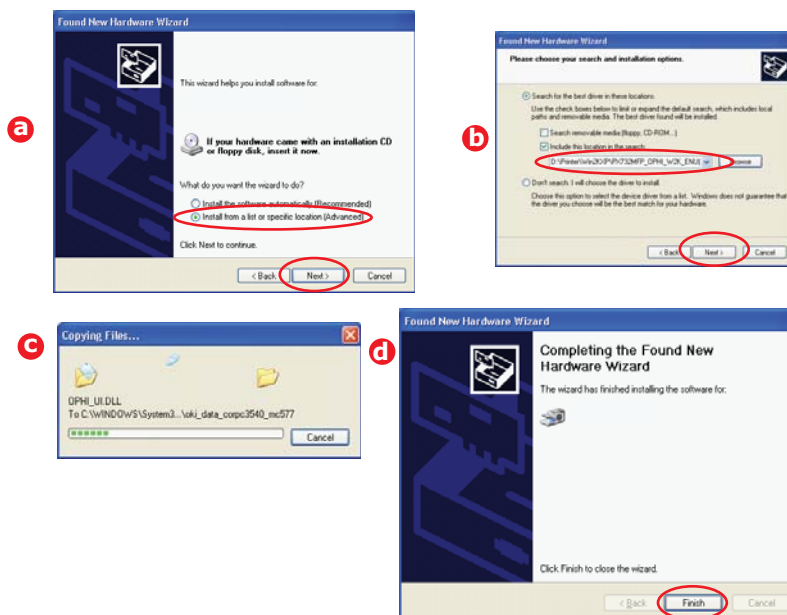 a
Found New Hardware Wizard
This wizard helps you install software for:
If your hardware came with an installation CD
or floppy disk, insert it now.
What do you want the wizard to do?
Install the software automatically (Recommended)
Install from a list or specific location (Advanced)
Click Next to continue.
< Back
Next >
Cancel
b
Found New Hardware Wizard
Please choose your search and installation options.
Search for the best driver in these locations.
Use the check boxes below to limit or expand the default search, which includes local
paths and removable media. The best driver found will be installed.
Search removable media (floppy, CD-ROM...)
Include this location in the search:
Browse
Don't search. I will choose the driver to install.
Choose this option to select the device driver from a list. Windows does not guarantee that
the driver you choose will be the best match for your hardware.
< Back
Next >
Cancel
c
Copying Files...
OPHI_UI.DLL
To C:\WINDOWS\System3...\oki_data_corpc3540_mc577
Cancel
d
Found New Hardware Wizard
Completing the Found New
Hardware Wizard
The wizard has finished installing the software for:
Click Finish to close the wizard.
< Back
Finish
Cancel